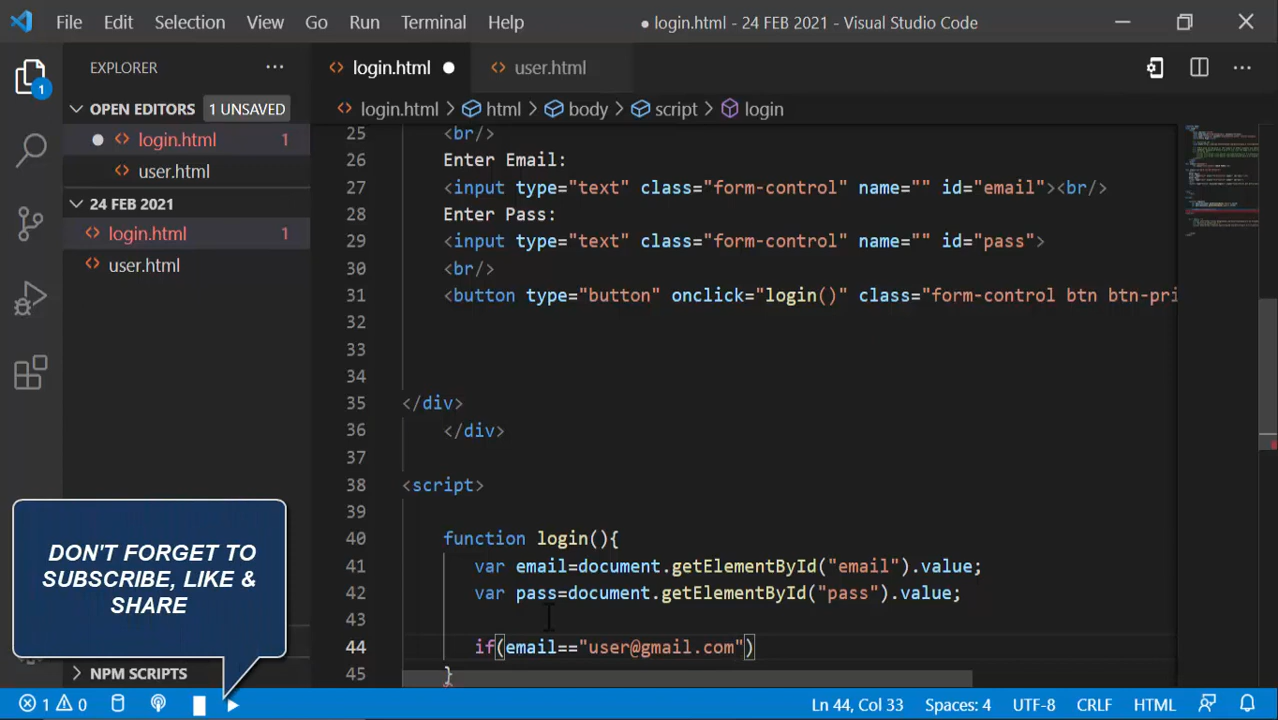 File Edit Selection View Go Run Terminal Help ● login.html - 24 FEB 2021 - Visual Studio Code
EXPLORER ···
login.html ● user.html
1
OPEN EDITORS 1 UNSAVED
login.html > html > body > script > login
● login.html 1
user.html
24 FEB 2021
login.html 1
user.html
25 <br/>
26 Enter Email:
27 <input type="text" class="form-control" name="" id="email"><br/>
28 Enter Pass:
29 <input type="text" class="form-control" name="" id="pass">
30 <br/>
31 <button type="button" onclick="login()" class="form-control btn btn-pri
32
33
34
35 </div>
36 </div>
37
38 <script>
39
40 function login(){
41 var email=document.getElementById("email").value;
42 var pass=document.getElementById("pass").value;
43
44 if(email=="user@gmail.com")
45 }
DON'T FORGET TO
SUBSCRIBE, LIKE &
SHARE
NPM SCRIPTS
1 0 Ln 44, Col 33 Spaces: 4 UTF-8 CRLF HTML